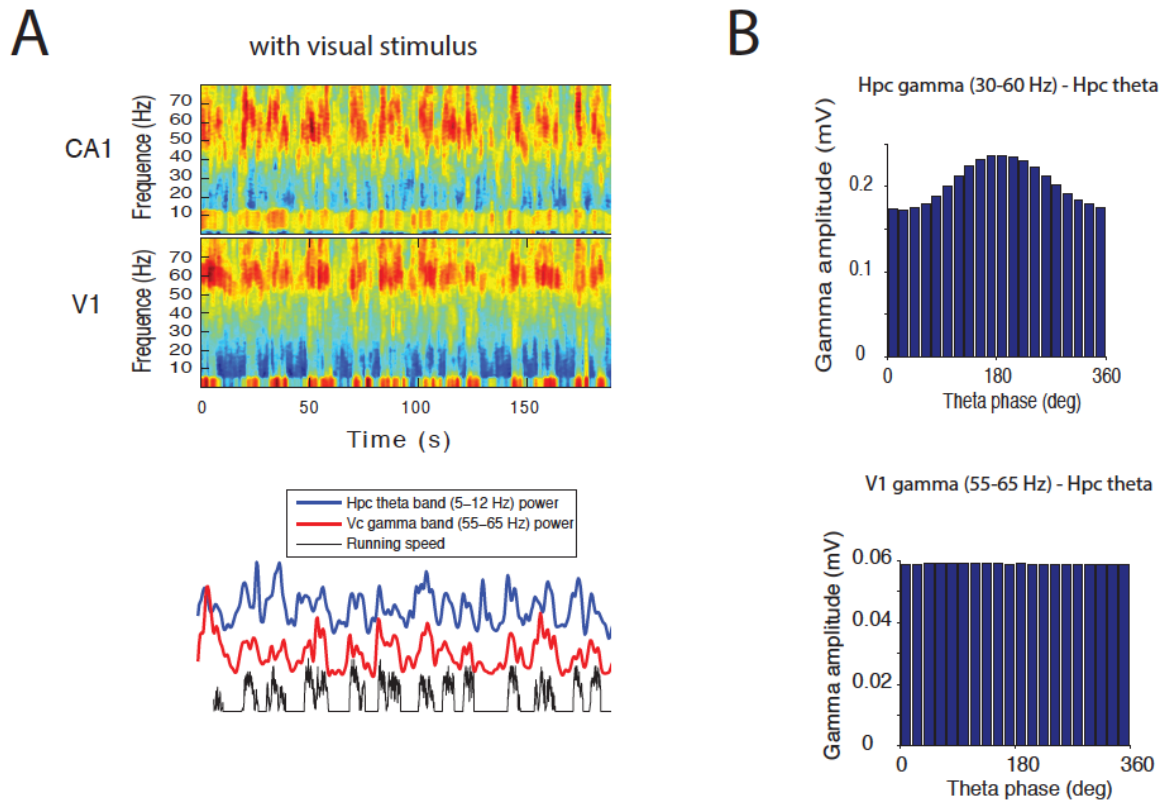 A
with visual stimulus
CA1
Frequence (Hz)
70
60
50
40
30
20
10
V1
Frequency (Hz)
70
60
50
40
30
20
10
0 50 100 150
Time (s)
Hpc theta band (5–12 Hz) power
Vc gamma band (55–65 Hz) power
Running speed
B
Hpc gamma (30-60 Hz) - Hpc theta
Gamma amplitude (mV)
0.2
0.1
0
0 180 360
Theta phase (deg)
V1 gamma (55-65 Hz) - Hpc theta
Gamma amplitude (mV)
0.06
0.04
0.02
0
0 180 360
Theta phase (deg)